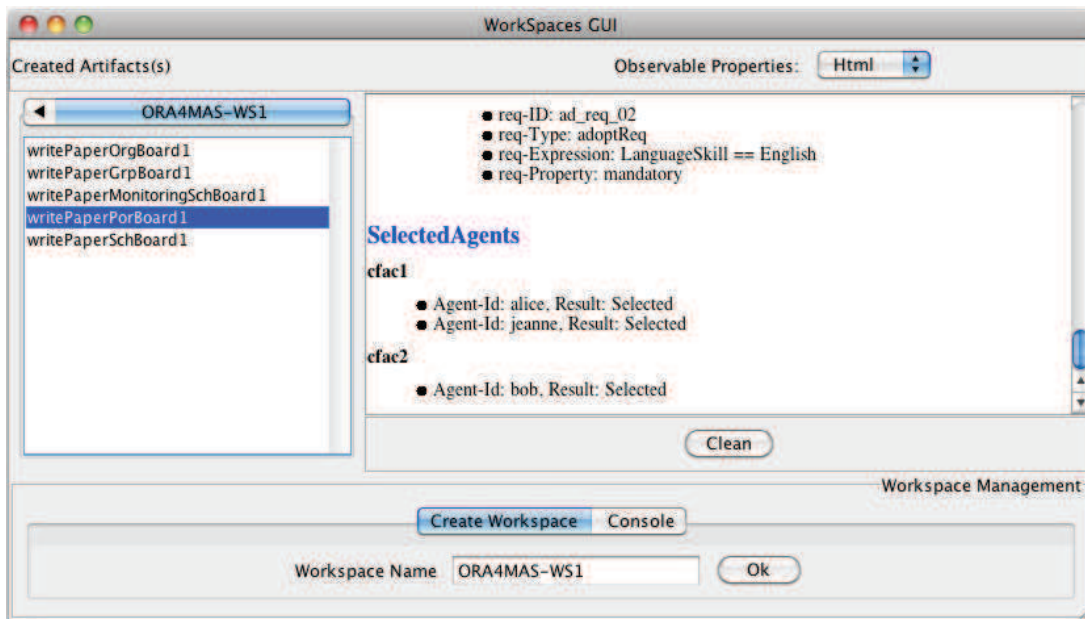 WorkSpaces GUI
Created Artifacts(s)
Observable Properties: Html
ORA4MAS-WS1
writePaperOrgBoard1
writePaperGrpBoard1
writePaperMonitoringSchBoard1
writePaperPorBoard1
writePaperSchBoard1
req-ID: ad_req_02
req-Type: adoptReq
req-Expression: LanguageSkill == English
req-Property: mandatory
SelectedAgents
cfac1
Agent-Id: alice, Result: Selected
Agent-Id: jeanne, Result: Selected
cfac2
Agent-Id: bob, Result: Selected
Clean
Workspace Management
Create Workspace Console
Workspace Name ORA4MAS-WS1 Ok